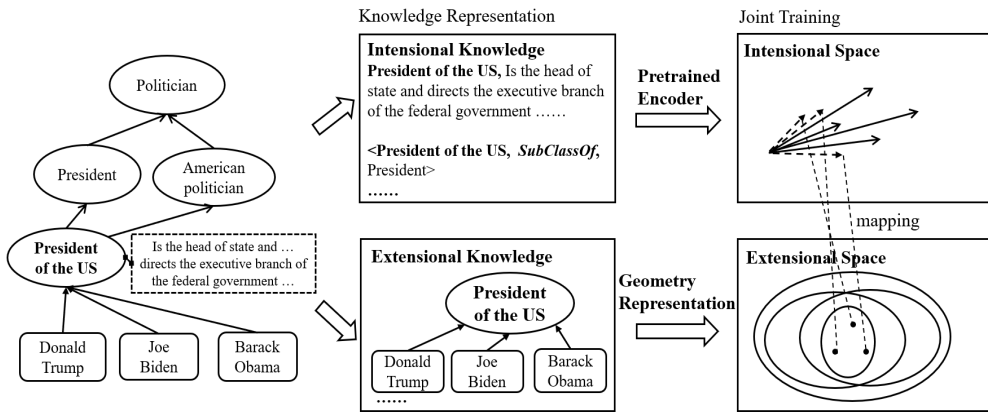 Knowledge Representation
Joint Training
Politician
President
American
politician
President
of the US
Is the head of state and …
directs the executive branch of
the federal government …
Donald
Trump
Joe
Biden
Barack
Obama
Intensional Knowledge
President of the US, Is the head of
state and directs the executive branch
of the federal government ……
<President of the US, SubClassOf,
President>
……
Extensional Knowledge
President
of the US
Donald
Trump
Joe
Biden
Barack
Obama
……
Pretrained
Encoder
Geometry
Representation
Intensional Space
mapping
Extensional Space